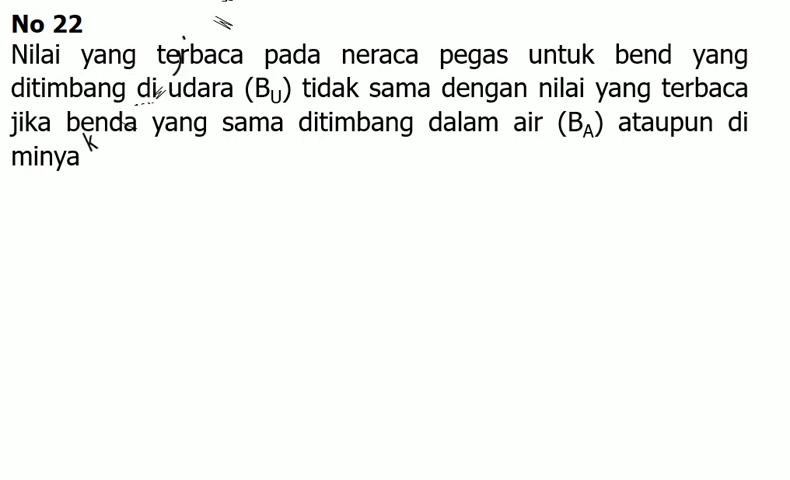 No 22
Nilai yang terbaca pada neraca pegas untuk bend yang
ditimbang di udara (BU) tidak sama dengan nilai yang terbaca
jika benda yang sama ditimbang dalam air (BA) ataupun di
minyak